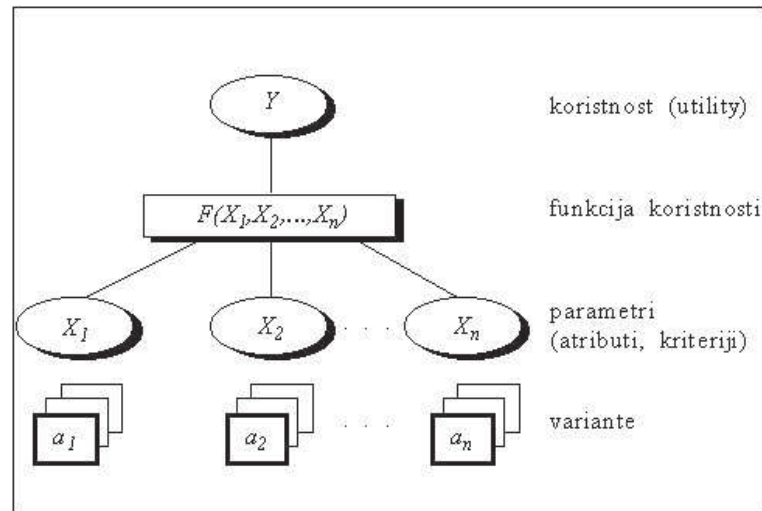 Y koristnost (utility)
F(X₁,X₂,...,Xₙ) funkcija koristnosti
X₁ X₂ . . . Xₙ parametri
(atributi, kriteriji)
a₁ a₂ . . . aₙ variante